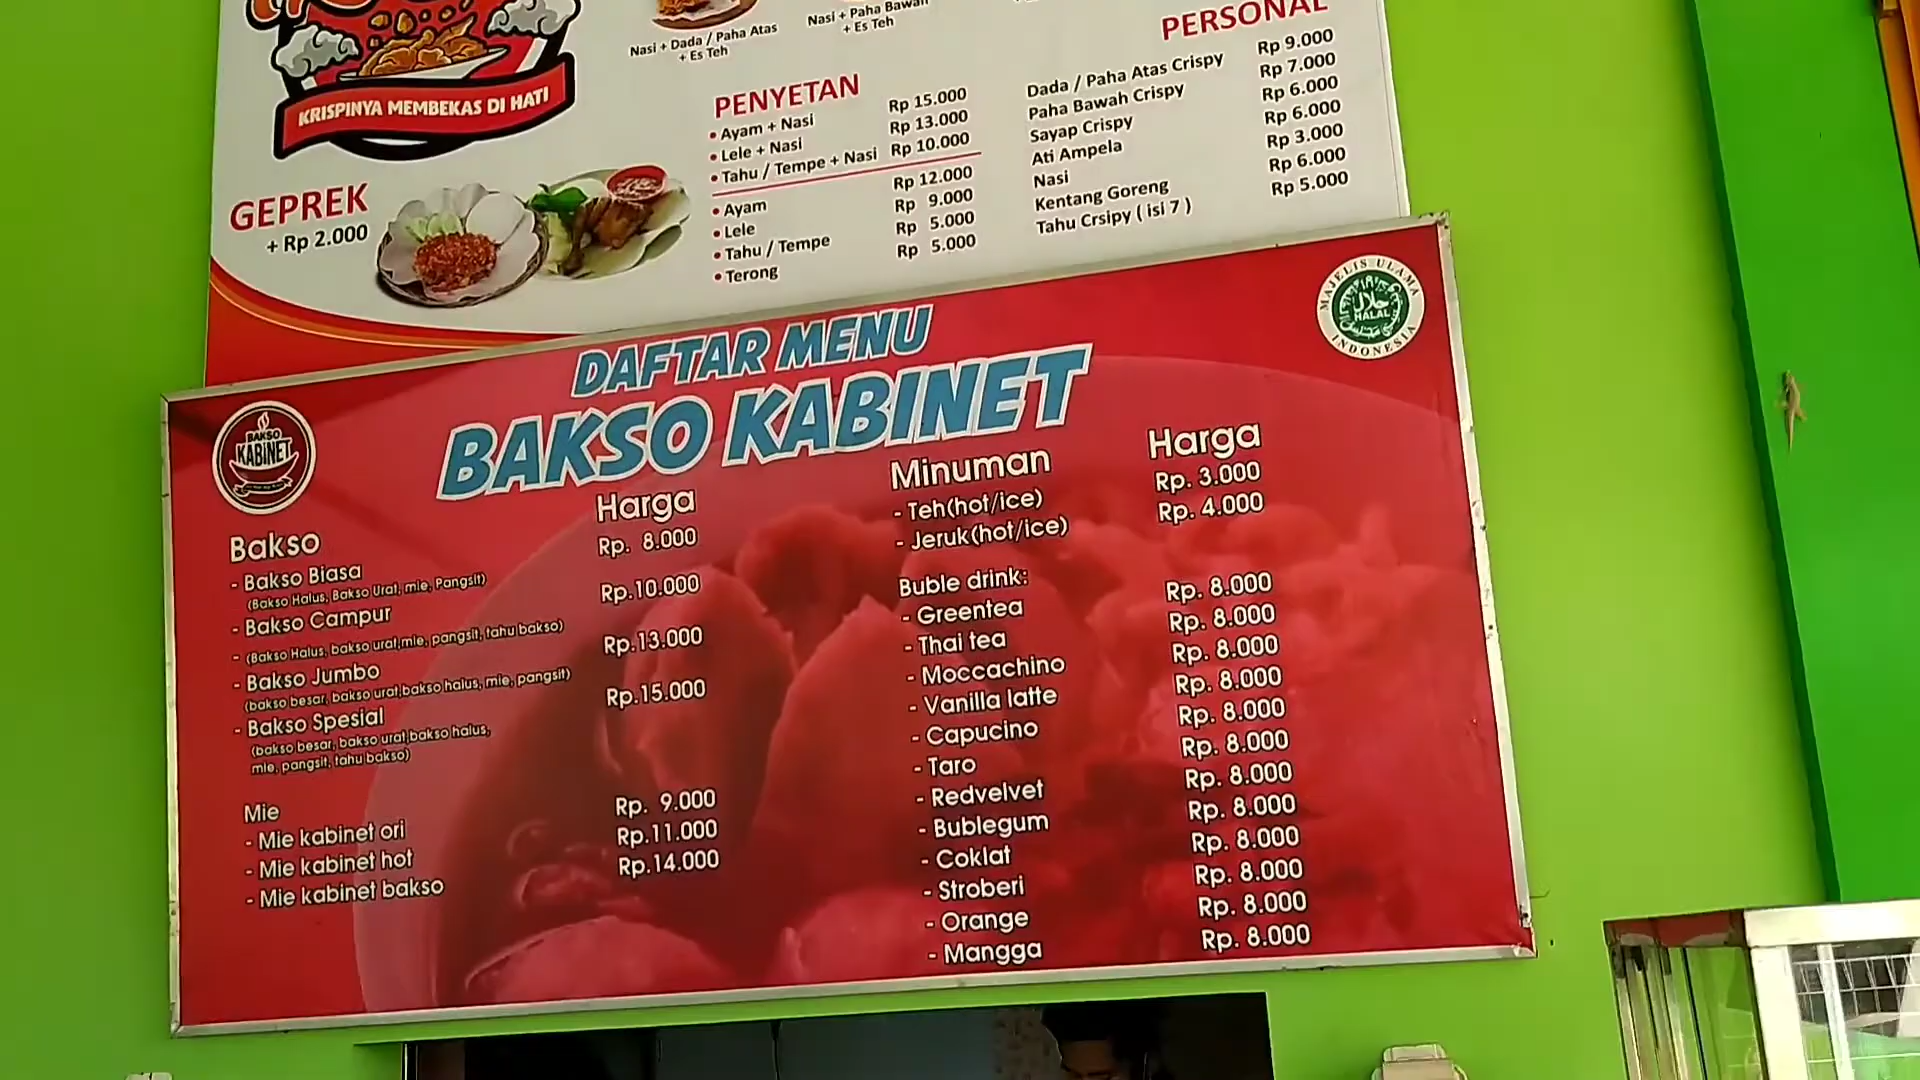 KRISPINYA MEMBEKAS DI HATI
GEPREK
+ Rp 2.000
Nasi + Dada / Paha Atas
+ Es Teh
Nasi + Paha Bawah
+ Es Teh
PENYETAN
• Ayam + Nasi Rp 15.000
• Lele + Nasi Rp 13.000
• Tahu / Tempe + Nasi Rp 10.000
• Ayam Rp 12.000
• Lele Rp 9.000
• Tahu / Tempe Rp 5.000
• Terong Rp 5.000
PERSONAL
Dada / Paha Atas Crispy Rp 9.000
Paha Bawah Crispy Rp 7.000
Sayap Crispy Rp 6.000
Ati Ampela Rp 6.000
Nasi Rp 3.000
Kentang Goreng Rp 6.000
Tahu Crsipy ( isi 7 ) Rp 5.000
MAJELIS ULAMA
حلال
HALAL
INDONESIA
BAKSO
KABINET
DAFTAR MENU
BAKSO KABINET
Bakso Harga
- Bakso Biasa Rp. 8.000
(Bakso Halus, Bakso Urat, mie, Pangsit)
- Bakso Campur Rp.10.000
- (Bakso Halus, bakso urat,mie, pangsit, tahu bakso)
- Bakso Jumbo Rp.13.000
(bakso besar, bakso urat,bakso halus, mie, pangsit)
- Bakso Spesial Rp.15.000
(bakso besar, bakso urat,bakso halus,
mie, pangsit, tahu bakso)
Mie
- Mie kabinet ori Rp. 9.000
- Mie kabinet hot Rp.11.000
- Mie kabinet bakso Rp.14.000
Minuman Harga
- Teh(hot/ice) Rp. 3.000
- Jeruk(hot/ice) Rp. 4.000
Buble drink:
- Greentea Rp. 8.000
- Thai tea Rp. 8.000
- Moccachino Rp. 8.000
- Vanilla latte Rp. 8.000
- Capucino Rp. 8.000
- Taro Rp. 8.000
- Redvelvet Rp. 8.000
- Bublegum Rp. 8.000
- Coklat Rp. 8.000
- Stroberi Rp. 8.000
- Orange Rp. 8.000
- Mangga Rp. 8.000